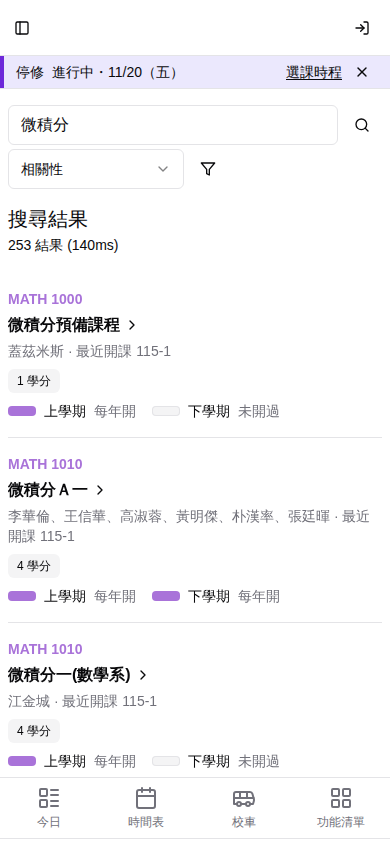 停修 進行中・11/20（五） 選課時程
微積分
相關性
搜尋結果
253 結果 (140ms)
MATH 1000
微積分預備課程
蓋茲米斯 · 最近開課 115-1
1 學分
上學期 每年開 下學期 未開過
MATH 1010
微積分Ａ一
李華倫、王信華、高淑蓉、黃明傑、朴漢率、張廷暉 · 最近
開課 115-1
4 學分
上學期 每年開 下學期 每年開
MATH 1010
微積分一(數學系)
江金城 · 最近開課 115-1
4 學分
上學期 每年開 下學期 未開過
今日 時間表 校車 功能清單